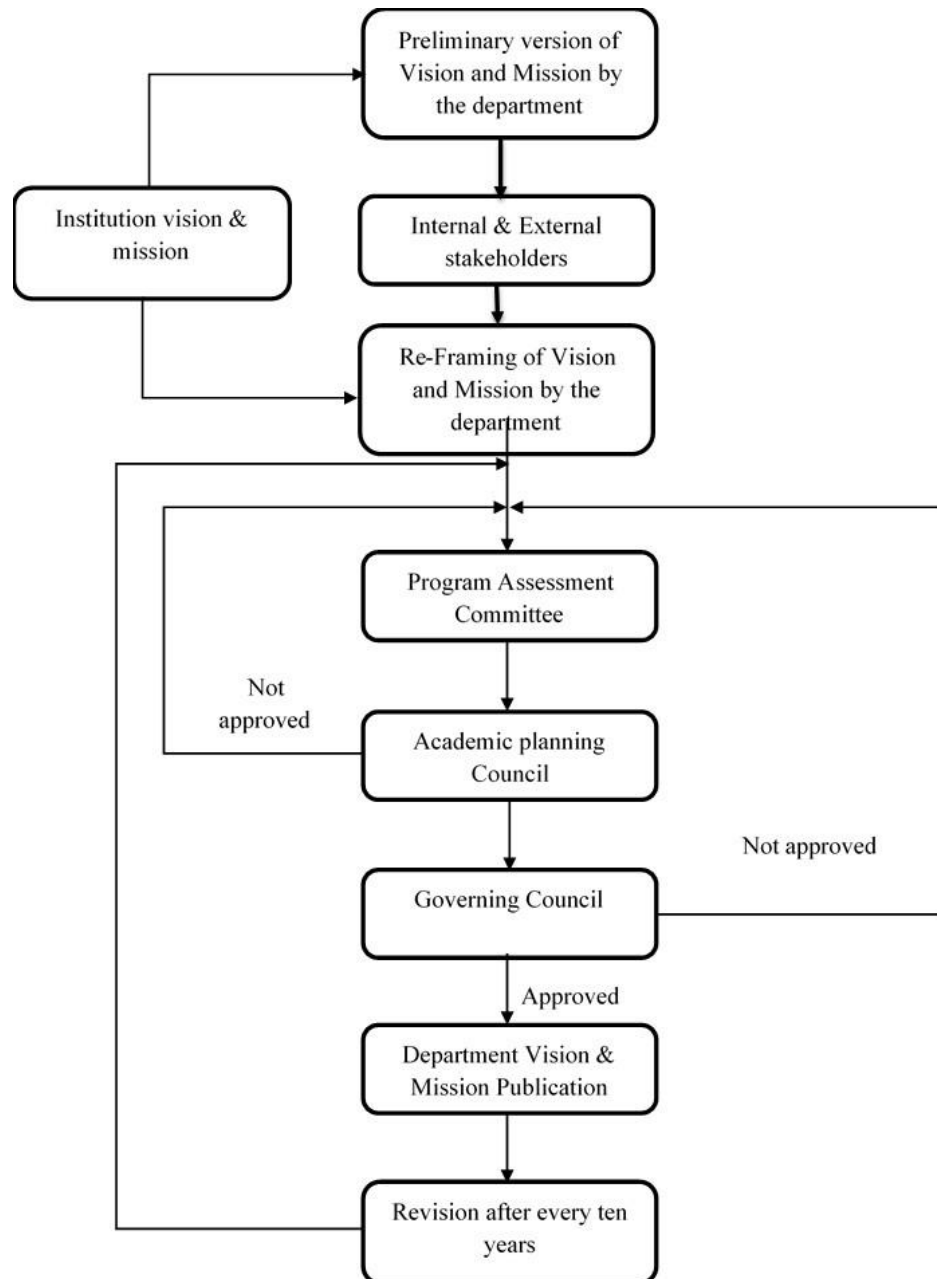 Preliminary version of
Vision and Mission by
the department
Institution vision &
mission
Internal & External
stakeholders
Re-Framing of Vision
and Mission by the
department
Program Assessment
Committee
Not
approved
Academic planning
Council
Not approved
Governing Council
Approved
Department Vision &
Mission Publication
Revision after every ten
years